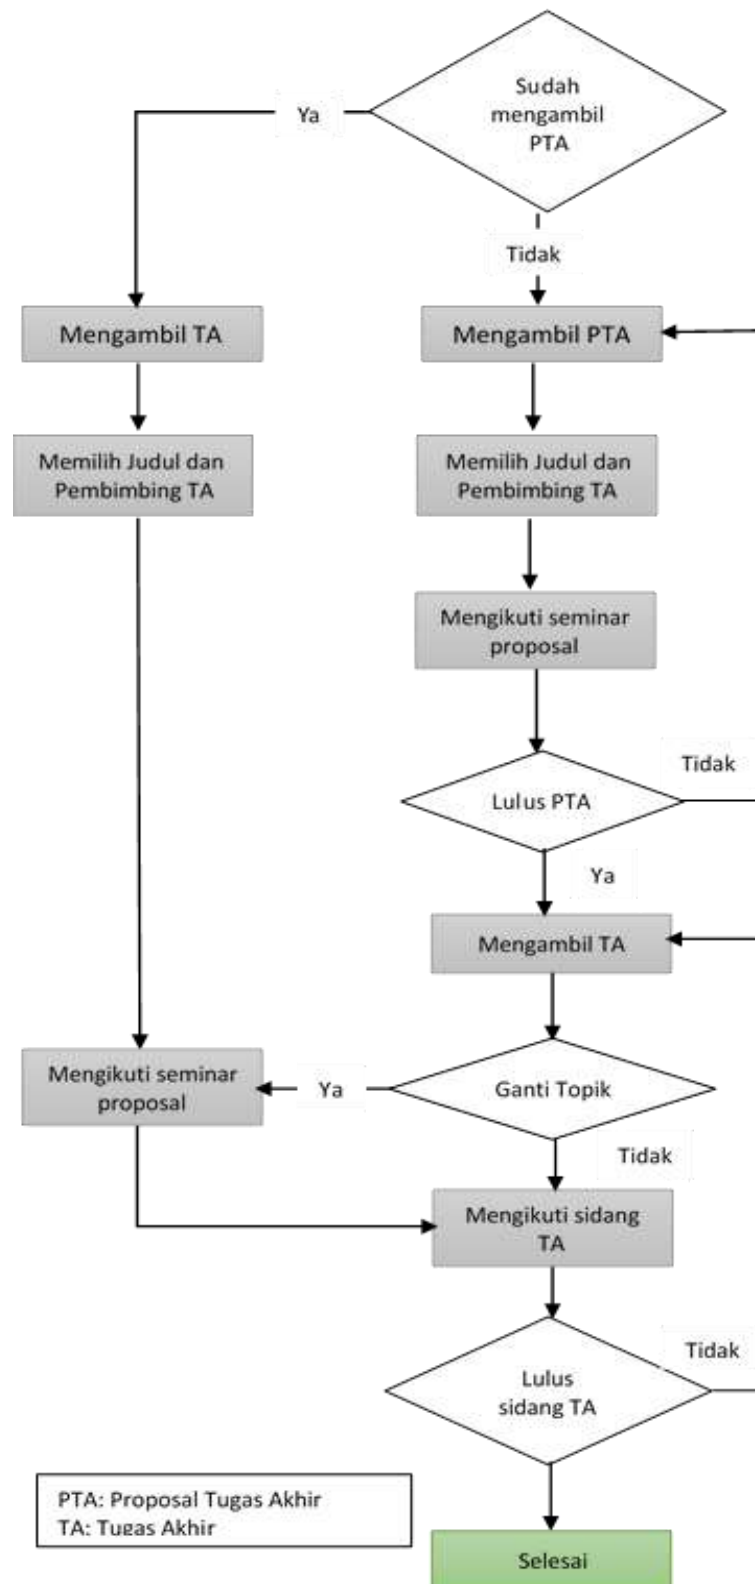 Sudah
mengambil
PTA
Ya
Tidak
Mengambil TA
Mengambil PTA
Memilih Judul dan
Pembimbing TA
Memilih Judul dan
Pembimbing TA
Mengikuti seminar
proposal
Tidak
Lulus PTA
Ya
Mengambil TA
Mengikuti seminar
proposal
Ya
Ganti Topik
Tidak
Mengikuti sidang
TA
Tidak
Lulus
sidang TA
PTA: Proposal Tugas Akhir
TA: Tugas Akhir
Selesai